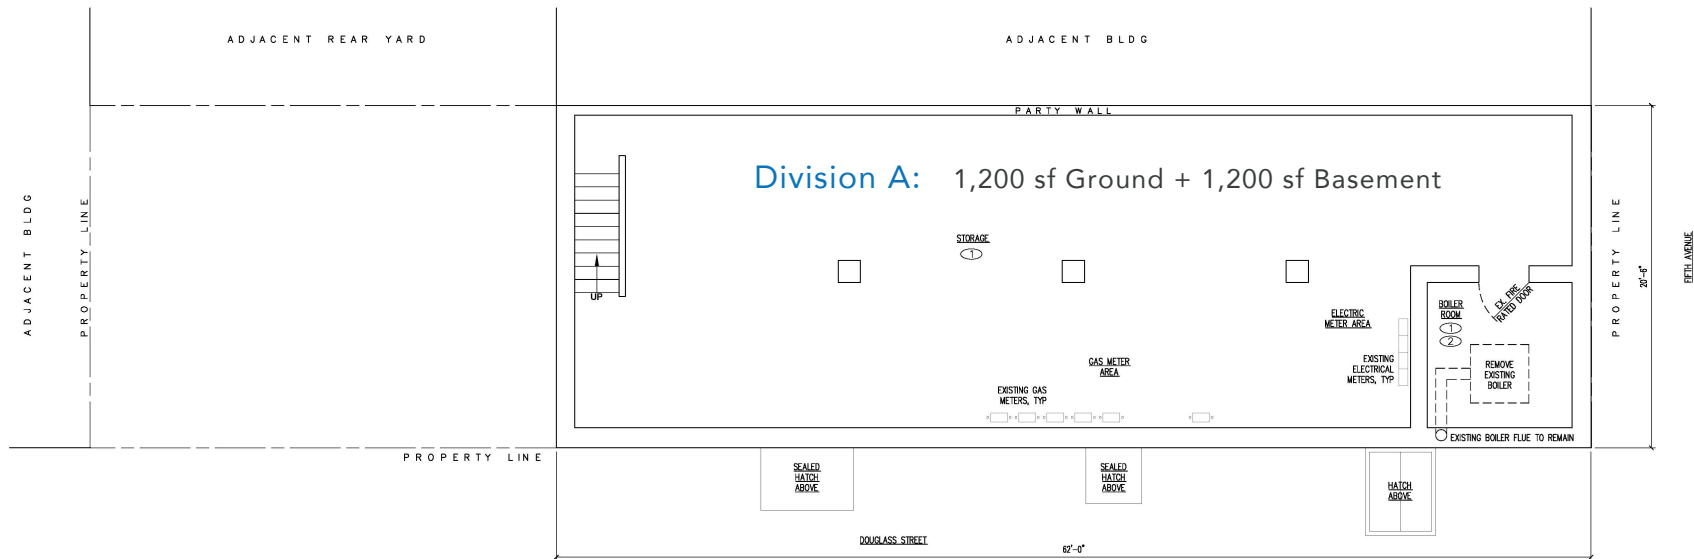 ADJACENT REAR YARD
ADJACENT BLDG
PARTY WALL
Division A: 1,200 sf Ground + 1,200 sf Basement
ADJACENT BLDG
PROPERTY LINE
UP
STORAGE
1
ELECTRIC
METER AREA
BOILER
ROOM
1
2
EX. FIRE
RATED DOOR
GAS METER
AREA
EXISTING
ELECTRICAL
METERS, TYP
REMOVE
EXISTING
BOILER
EXISTING GAS
METERS, TYP
EXISTING BOILER FLUE TO REMAIN
PROPERTY LINE
20'-6"
FIFTH AVENUE
PROPERTY LINE
SEALED
HATCH
ABOVE
SEALED
HATCH
ABOVE
HATCH
ABOVE
DOUGLASS STREET
62'-0"